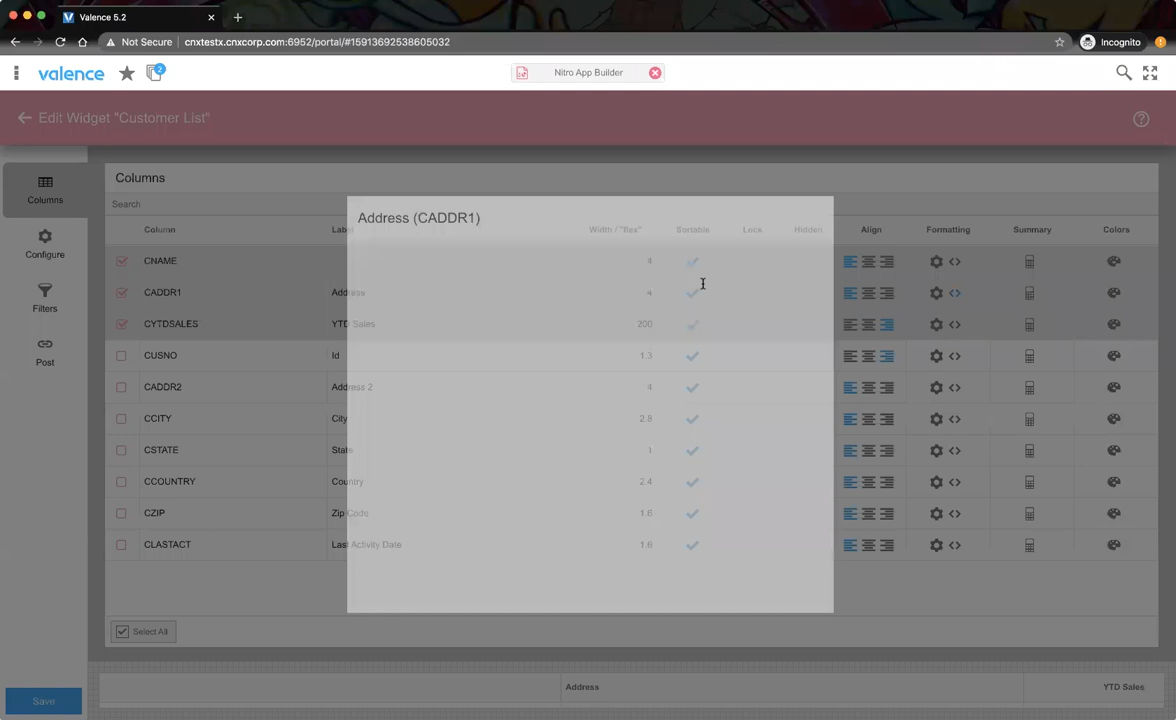 Valence 5.2
Not Secure cnxtestx.cnxcorp.com:6952/portal/#15913692538605032 Incognito
valence 2 Nitro App Builder
Edit Widget "Customer List"
Columns
Configure
Filters
Post
Save
Columns
Search
Address (CADDR1)
Column Label Width / "flex" Sortable Lock Hidden Align Formatting Summary Colors
CNAME 4
CADDR1 Address 4
CYTDSALES YTD Sales 200
CUSNO Id 1.3
CADDR2 Address 2 4
CCITY City 2.8
CSTATE State 1
CCOUNTRY Country 2.4
CZIP Zip Code 1.6
CLASTACT Last Activity Date 1.6
Select All
Address YTD Sales